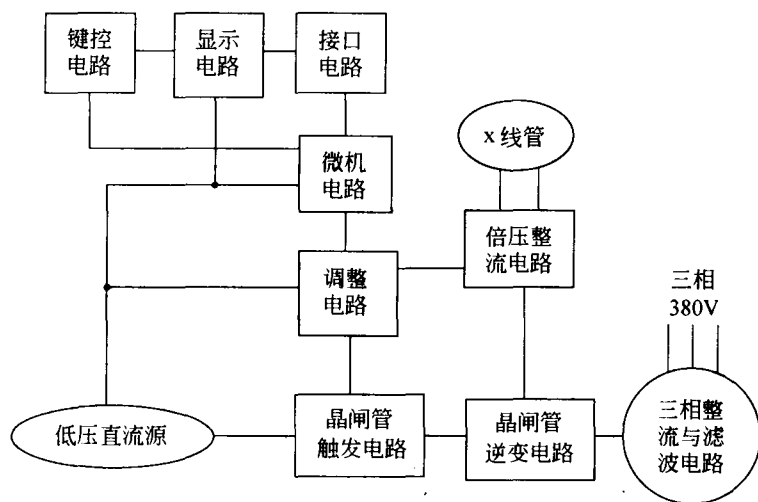 键控
电路
显示
电路
接口
电路
微机
电路
x 线管
倍压整
流电路
调整
电路
三相
380V
低压直流源
晶闸管
触发电路
晶闸管
逆变电路
三相整
流与滤
波电路